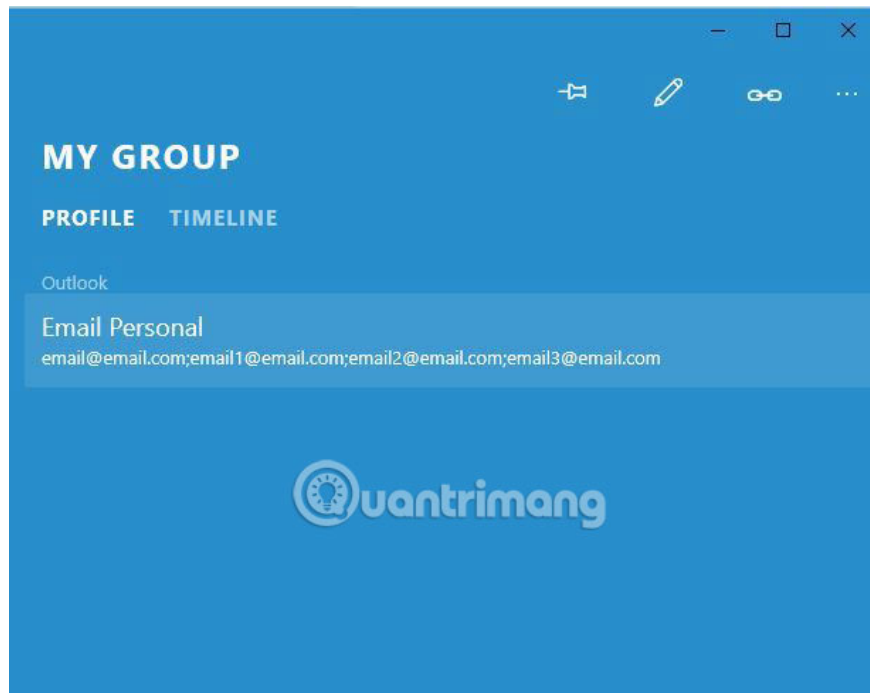 MY GROUP
PROFILE TIMELINE
Outlook
Email Personal
email@email.com;email1@email.com;email2@email.com;email3@email.com
Quantrimang